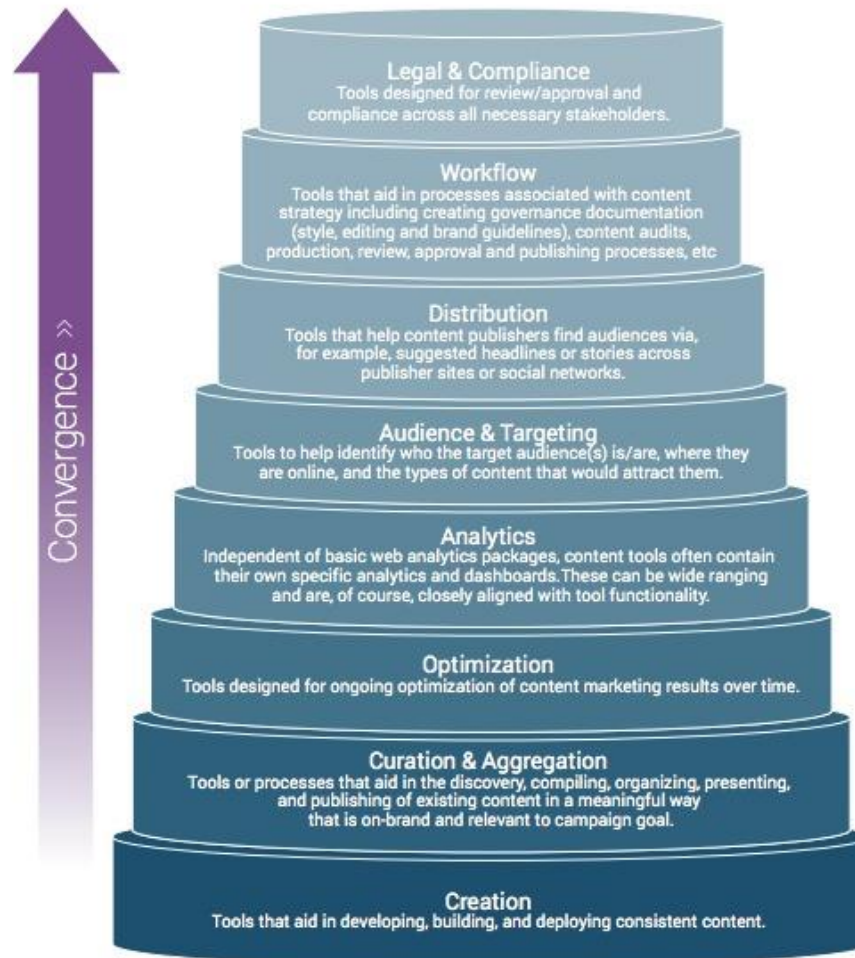 Convergence »
Legal & Compliance
Tools designed for review/approval and
compliance across all necessary stakeholders.
Workflow
Tools that aid in processes associated with content
strategy including creating governance documentation
(style, editing and brand guidelines), content audits,
production, review, approval and publishing processes, etc
Distribution
Tools that help content publishers find audiences via,
for example, suggested headlines or stories across
publisher sites or social networks.
Audience & Targeting
Tools to help identify who the target audience(s) is/are, where they
are online, and the types of content that would attract them.
Analytics
Independent of basic web analytics packages, content tools often contain
their own specific analytics and dashboards.These can be wide ranging
and are, of course, closely aligned with tool functionality.
Optimization
Tools designed for ongoing optimization of content marketing results over time.
Curation & Aggregation
Tools or processes that aid in the discovery, compiling, organizing, presenting,
and publishing of existing content in a meaningful way
that is on-brand and relevant to campaign goal.
Creation
Tools that aid in developing, building, and deploying consistent content.